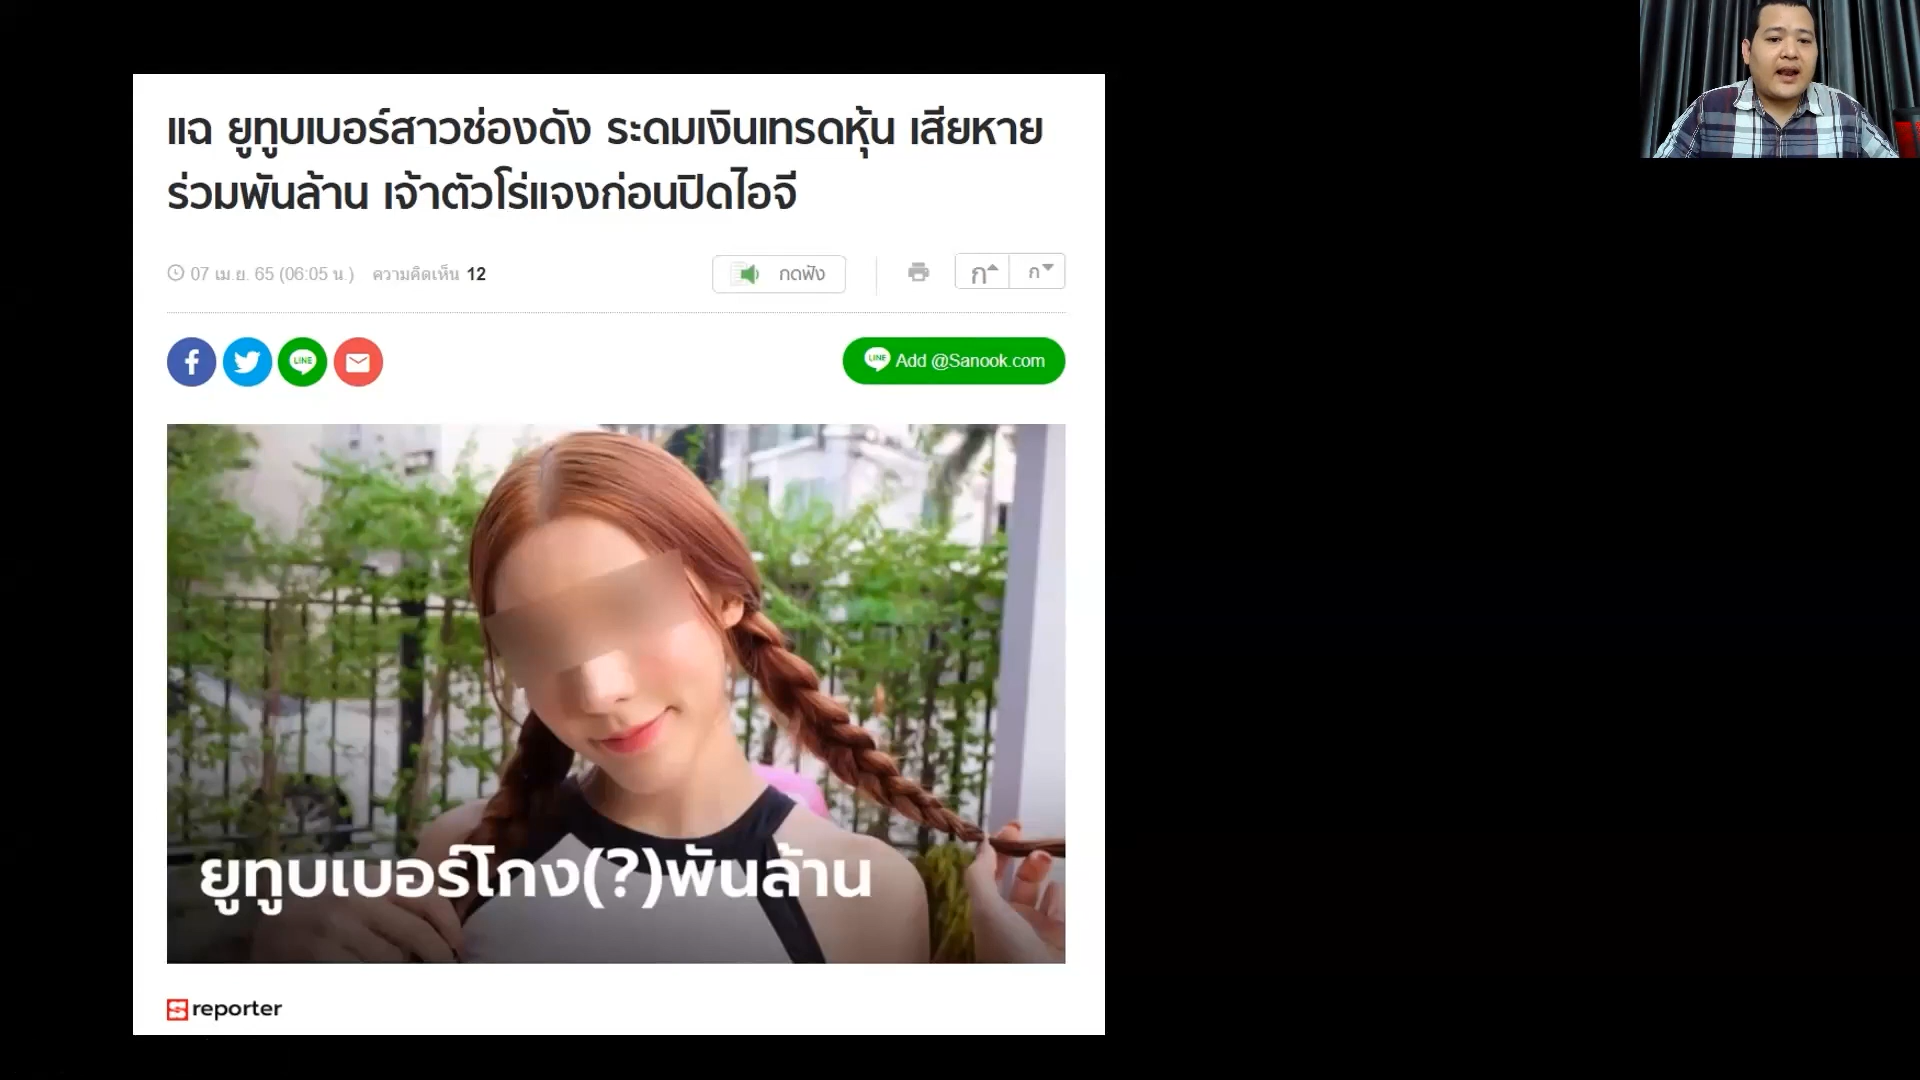 แฉ ยูทูบเบอร์สาวช่องดัง ระดมเงินเทรดหุ้น เสียหาย
ร่วมพันล้าน เจ้าตัวโร่แจงก่อนปิดไอจี
07 เม.ย. 65 (06:05 น.) ความคิดเห็น 12
กดฟัง
ก ก
LINE
LINE Add @Sanook.com
ยูทูบเบอร์โกง(?)พันล้าน
S reporter